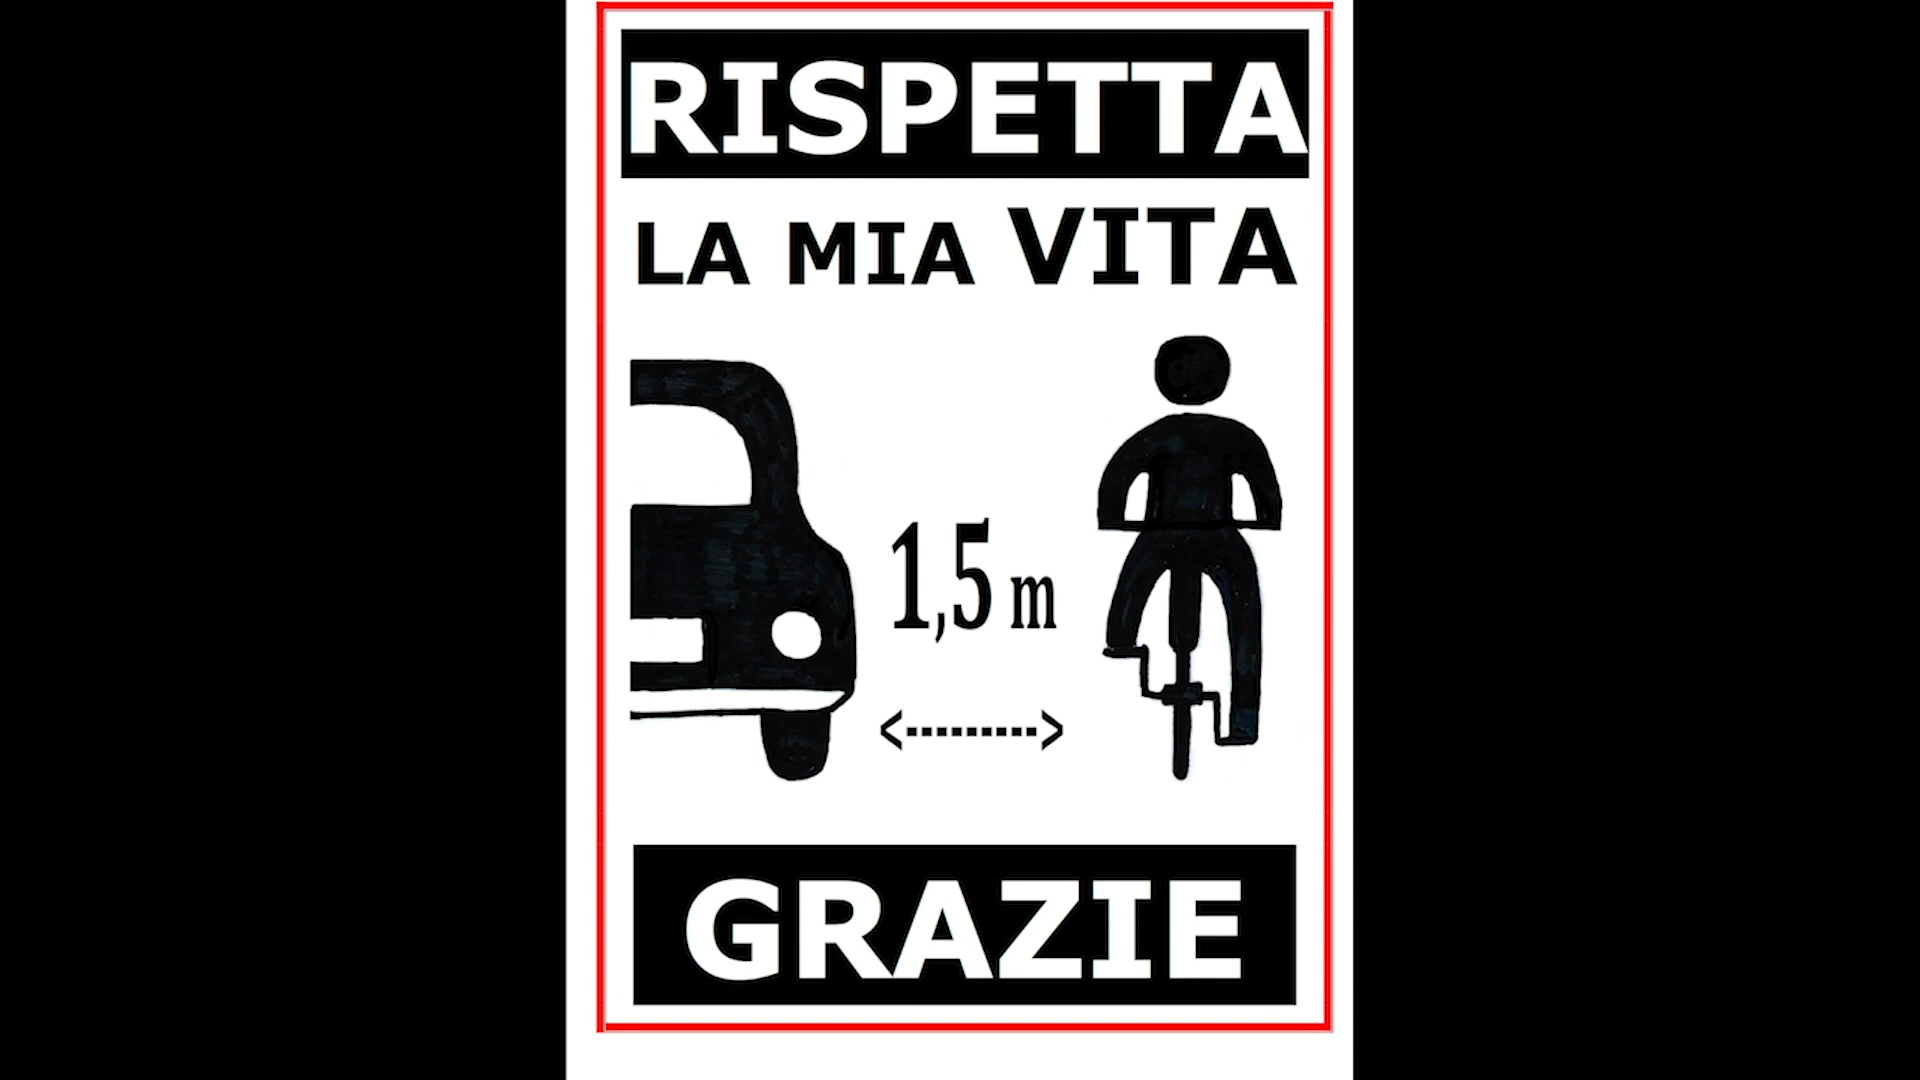 RISPETTA
LA MIA VITA
1,5 m
<--------->
GRAZIE